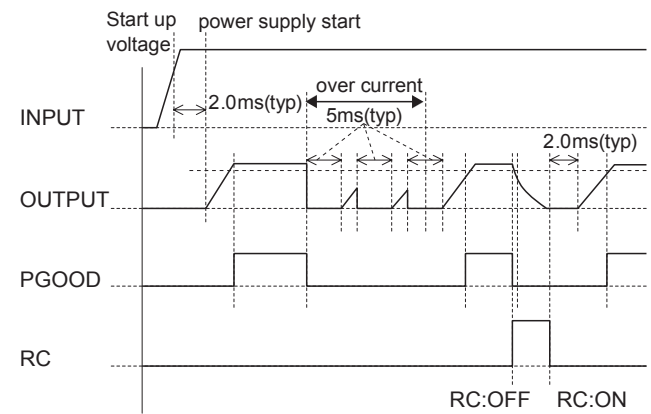 Start up voltage
power supply start
over current
2.0ms(typ)
5ms(typ)
INPUT
2.0ms(typ)
OUTPUT
PGOOD
RC
RC:OFF
RC:ON